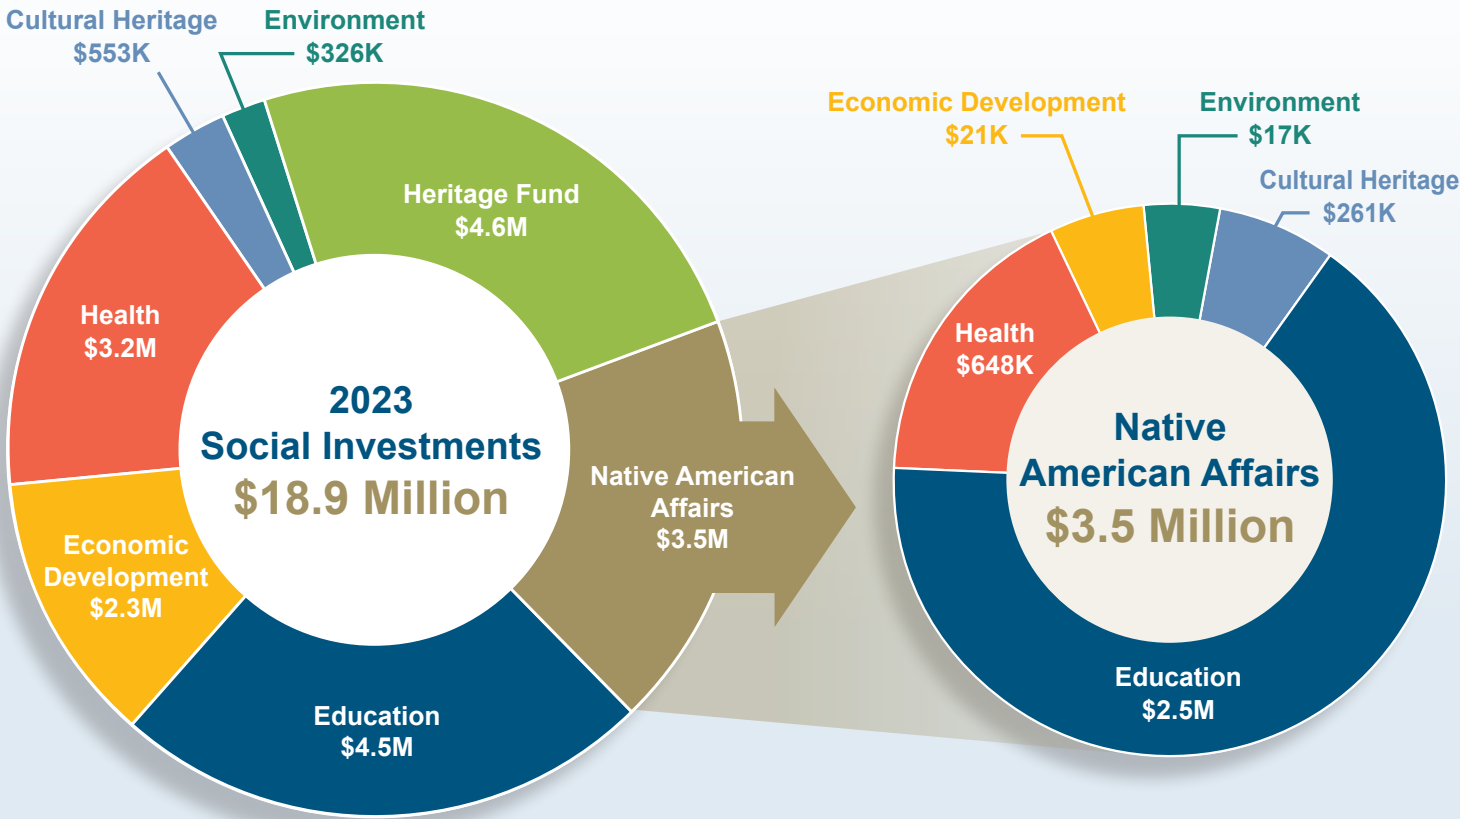 Cultural Heritage
$553K
Environment
$326K
Heritage Fund
$4.6M
Health
$3.2M
2023
Social Investments
$18.9 Million
Native American
Affairs
$3.5M
Economic
Development
$2.3M
Education
$4.5M
Economic Development
$21K
Environment
$17K
Cultural Heritage
$261K
Health
$648K
Native
American Affairs
$3.5 Million
Education
$2.5M